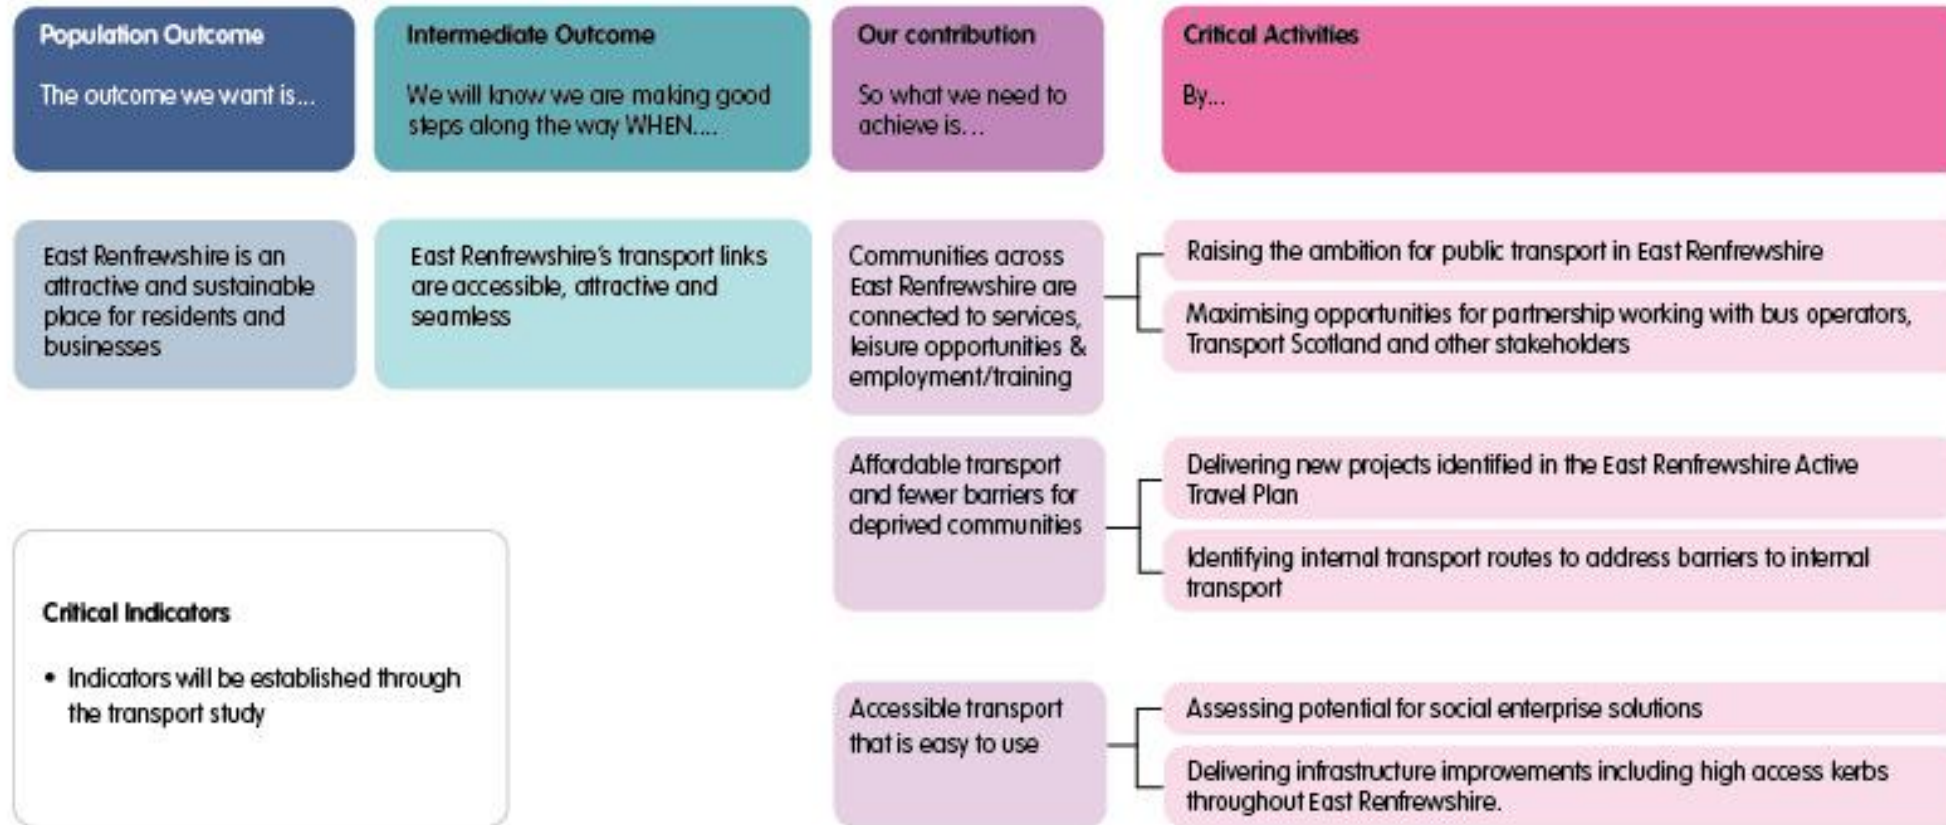 Population Outcome
The outcome we want is...
Intermediate Outcome
We will know we are making good
steps along the way WHEN....
Our contribution
So what we need to
achieve is...
Critical Activities
By...
East Renfrewshire is an
attractive and sustainable
place for residents and
businesses
East Renfrewshire's transport links
are accessible, attractive and
seamless
Communities across
East Renfrewshire are
connected to services,
leisure opportunities &
employment/training
Raising the ambition for public transport in East Renfrewshire
Maximising opportunities for partnership working with bus operators,
Transport Scotland and other stakeholders
Affordable transport
and fewer barriers for
deprived communities
Delivering new projects identified in the East Renfrewshire Active
Travel Plan
Identifying internal transport routes to address barriers to internal
transport
Accessible transport
that is easy to use
Assessing potential for social enterprise solutions
Delivering infrastructure improvements including high access kerbs
throughout East Renfrewshire.
Critical Indicators
• Indicators will be established through
the transport study